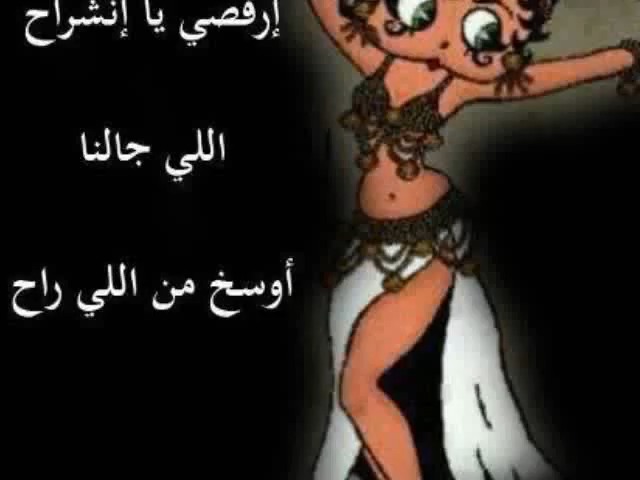 إرقصي يا إنشراح
اللي جالنا
أوسخ من اللي راح